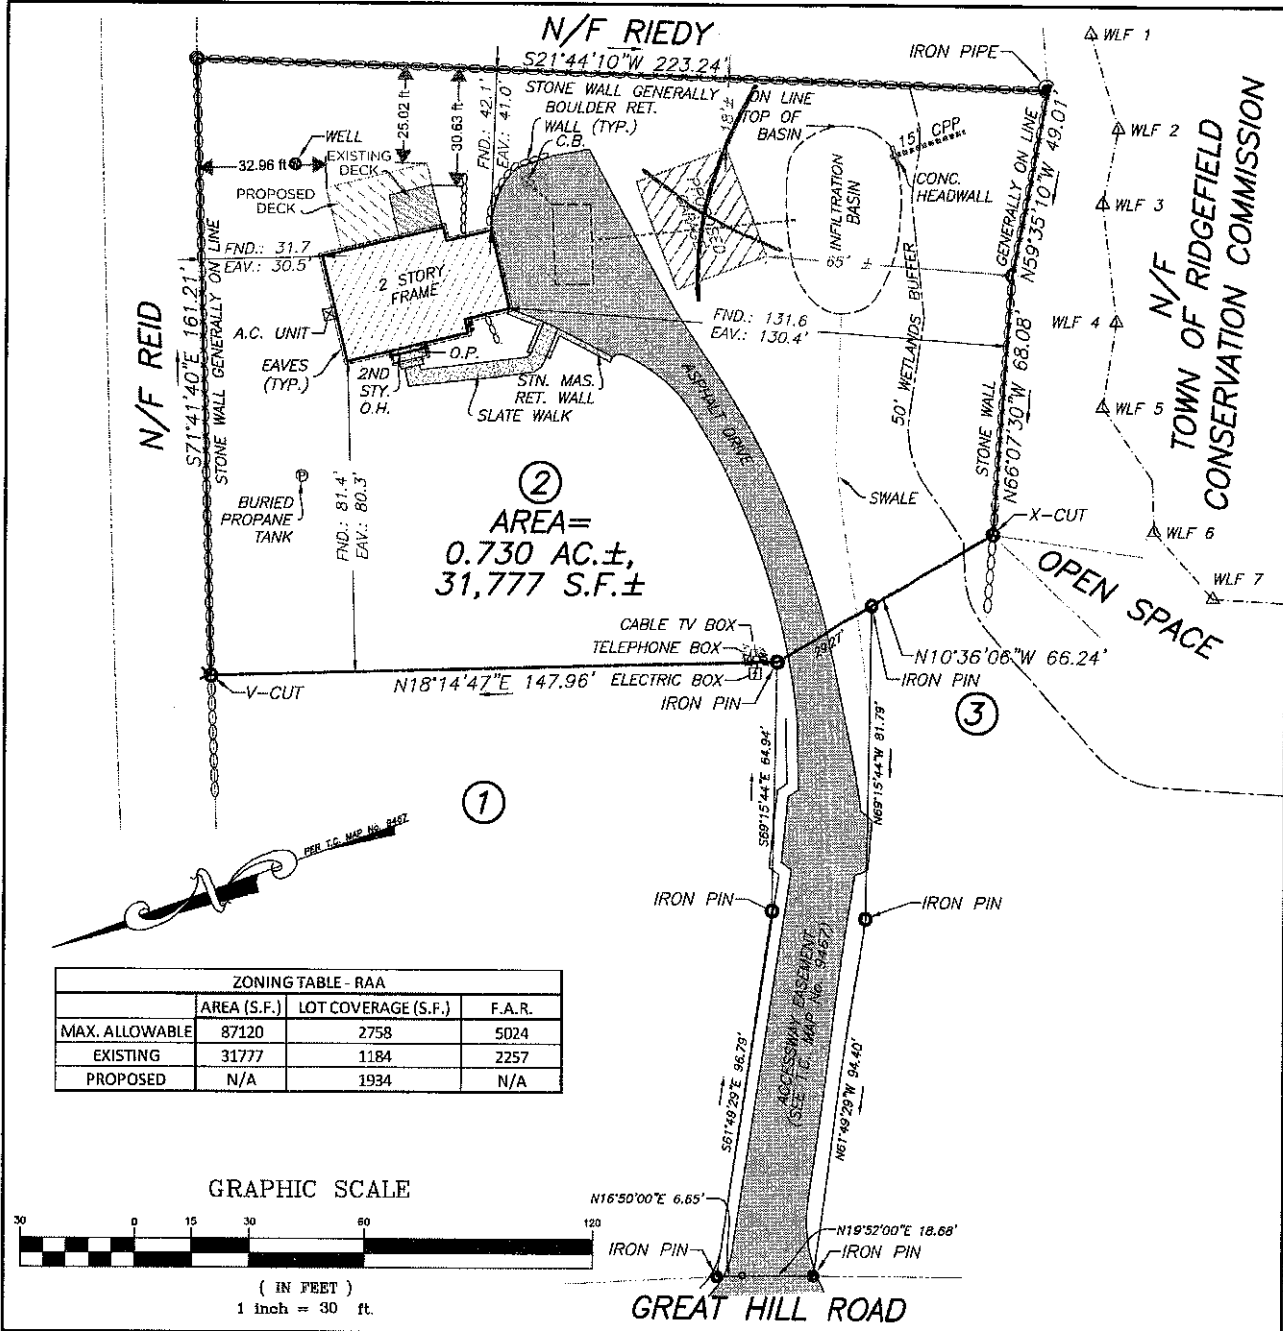 N/F RIEDY
S21°44'10"W 223.24'
STONE WALL GENERALLY
ON LINE
BOULDER RET.
WALL (TYP.)
C.B.
FND.: 42.1'
EAV.: 41.0'
25.02 ft
30.63 ft
18'±
TOP OF
BASIN
IRON PIPE
15' CPP
CONC.
HEADWALL
INFILTRATION
BASIN
GENERALLY ON LINE
N59°35'10"W 49.01'
WLF 1
WLF 2
WLF 3
WLF 4
WLF 5
WLF 6
WLF 7
N/F
TOWN OF RIDGEFIELD
CONSERVATION COMMISSION
32.96 ft
WELL
EXISTING
DECK
PROPOSED
DECK
FND.: 31.7
EAV.: 30.5'
N/F REID
S71°41'40"E 161.21'
STONE WALL GENERALLY ON LINE
2 STORY
FRAME
A.C. UNIT
EAVES
(TYP.)
2ND
STY.
O.H.
O.P.
STN. MAS.
RET. WALL
SLATE WALK
65' ±
FND.: 131.6
EAV.: 130.4'
50' WETLANDS BUFFER
STONE WALL
N66°07'30"W 68.08'
ASPHALT DRIVE
SWALE
X-CUT
OPEN SPACE
BURIED
PROPANE
TANK
FND.: 81.4'
EAV.: 80.3'
2
AREA=
0.730 AC.±,
31,777 S.F.±
CABLE TV BOX
TELEPHONE BOX
ELECTRIC BOX
IRON PIN
V-CUT
N18°14'47"E 147.96'
29.27'
N10°36'06"W 66.24'
IRON PIN
3
1
S69°15'44"E 64.94'
N69°15'44"W 81.79'
PER T.C. MAP No. 9467
N
IRON PIN
IRON PIN
ACCESSWAY EASEMENT
(SEE T.C. MAP No. 9467)
S61°49'29"E 96.79'
N61°49'29"W 94.40'
ZONING TABLE - RAA
AREA (S.F.) LOT COVERAGE (S.F.) F.A.R.
MAX. ALLOWABLE 87120 2758 5024
EXISTING 31777 1184 2257
PROPOSED N/A 1934 N/A
GRAPHIC SCALE
30 0 15 30 60 120
( IN FEET )
1 inch = 30 ft.
N16°50'00"E 6.65'
N19°52'00"E 18.68'
IRON PIN
IRON PIN
GREAT HILL ROAD